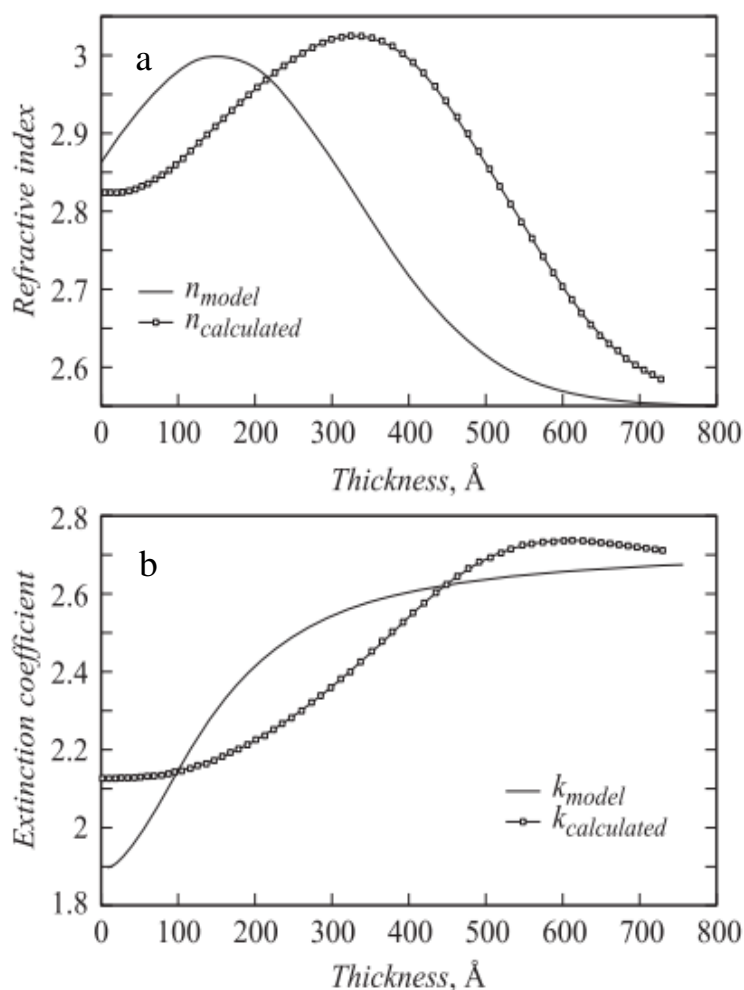 a
3
2.9
2.8
2.7
2.6
Refractive index
n_model
n_calculated
0 100 200 300 400 500 600 700 800
Thickness, Å
b
2.8
2.6
2.4
2.2
2
1.8
Extinction coefficient
k_model
k_calculated
0 100 200 300 400 500 600 700 800
Thickness, Å